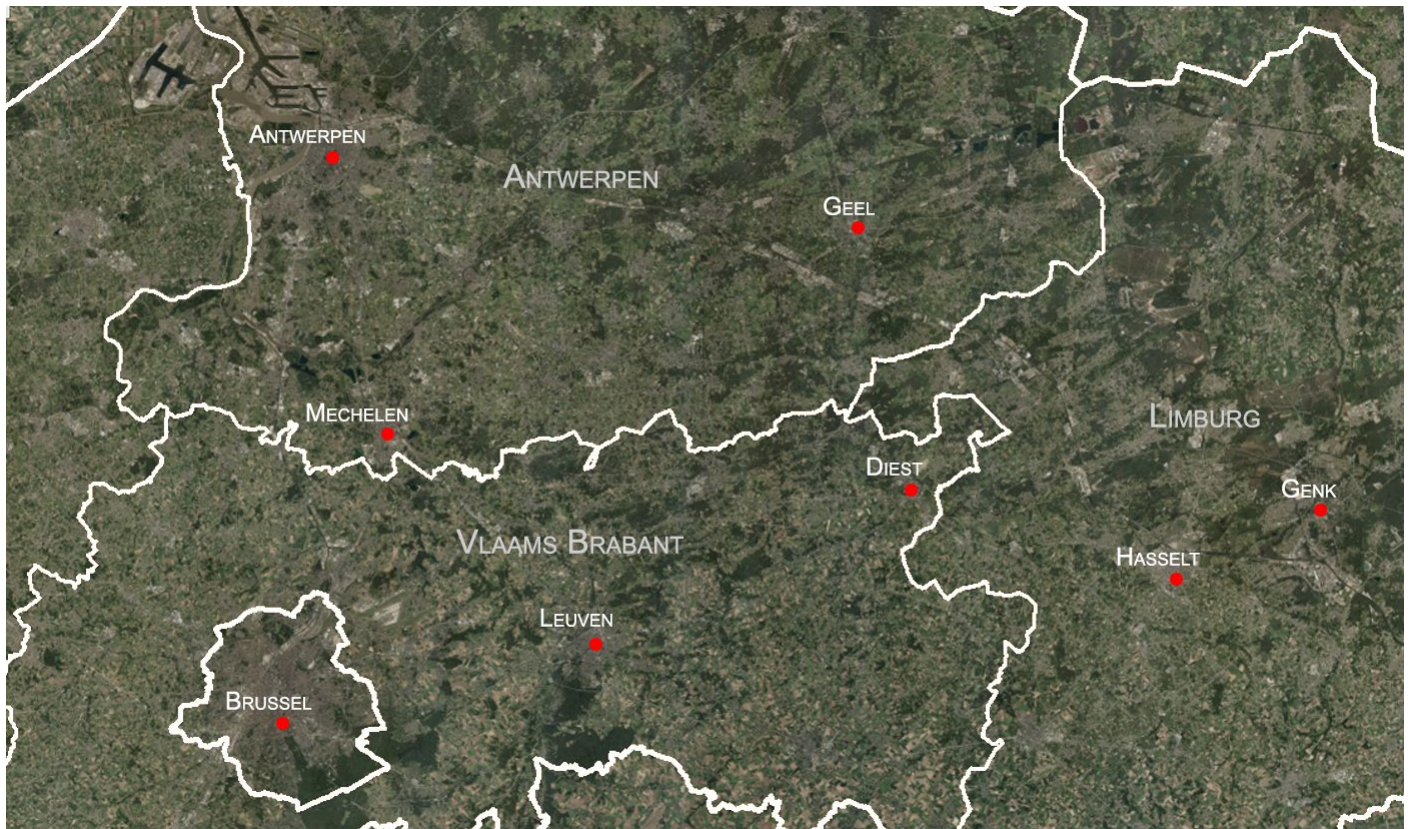 Antwerpen
Antwerpen
Geel
Mechelen
Limburg
Diest
Genk
Vlaams Brabant
Hasselt
Leuven
Brussel